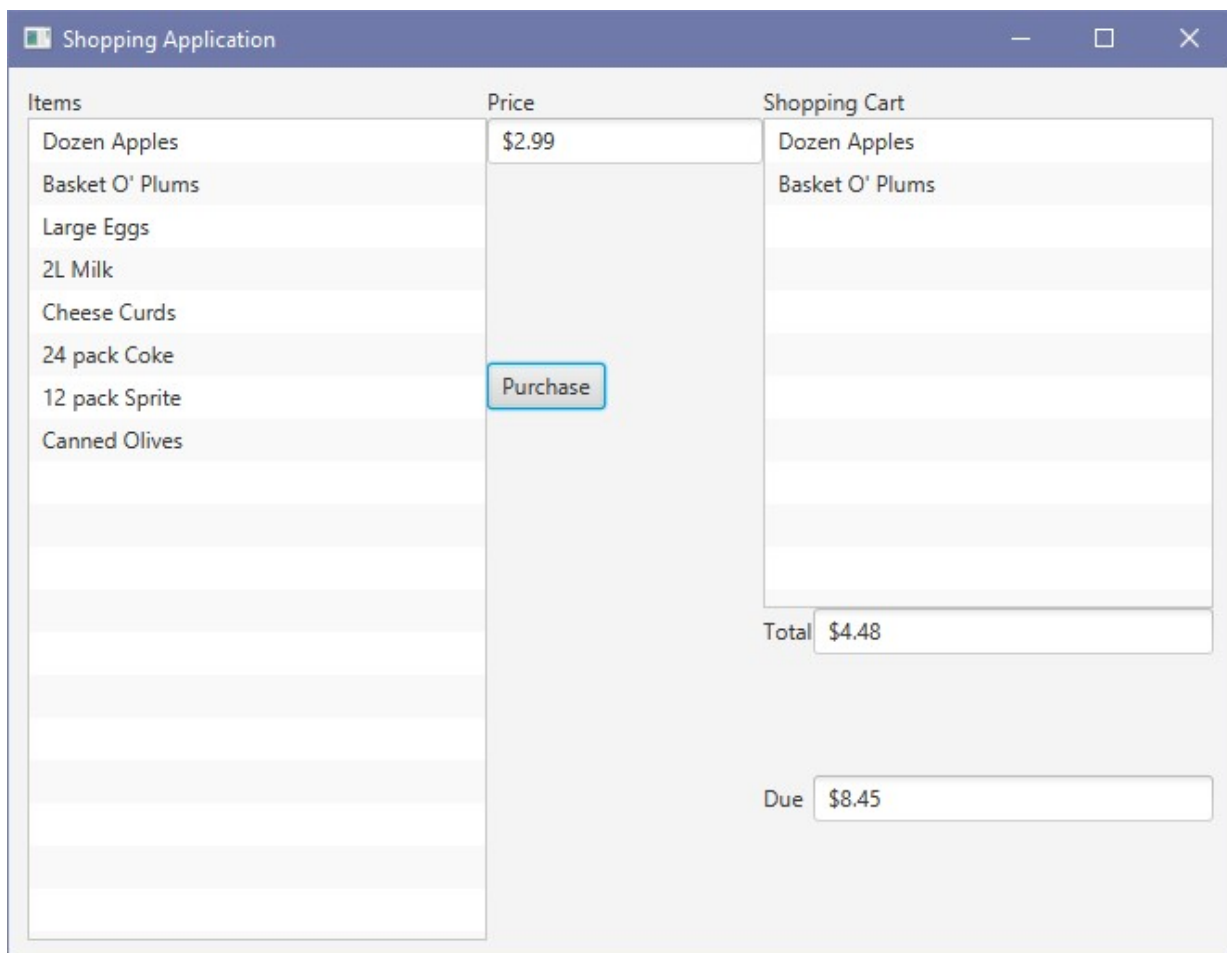 Shopping Application
Items
Price
Shopping Cart
Dozen Apples
$2.99
Dozen Apples
Basket O' Plums
Basket O' Plums
Large Eggs
2L Milk
Cheese Curds
24 pack Coke
Purchase
12 pack Sprite
Canned Olives
Total
$4.48
Due
$8.45